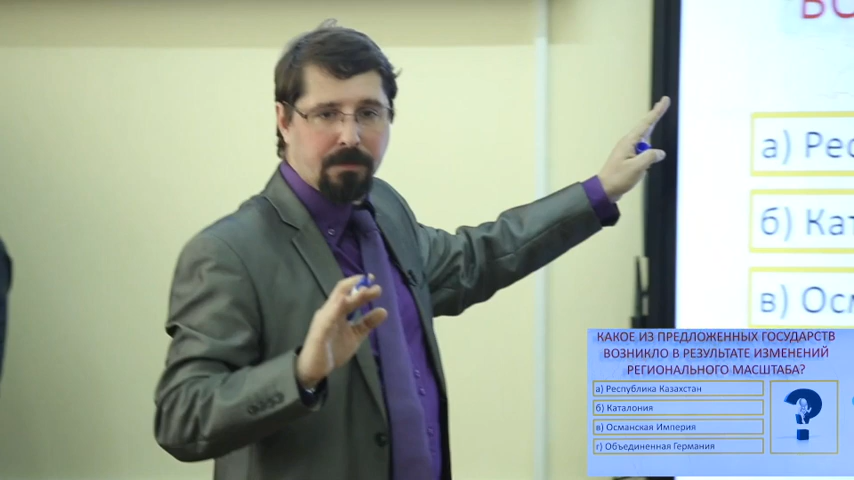 а) Рес
б) Кат
в) Осм
КАКОЕ ИЗ ПРЕДЛОЖЕННЫХ ГОСУДАРСТВ
ВОЗНИКЛО В РЕЗУЛЬТАТЕ ИЗМЕНЕНИЙ
РЕГИОНАЛЬНОГО МАСШТАБА?
а) Республика Казахстан
б) Каталония
в) Османская Империя
г) Объединенная Германия